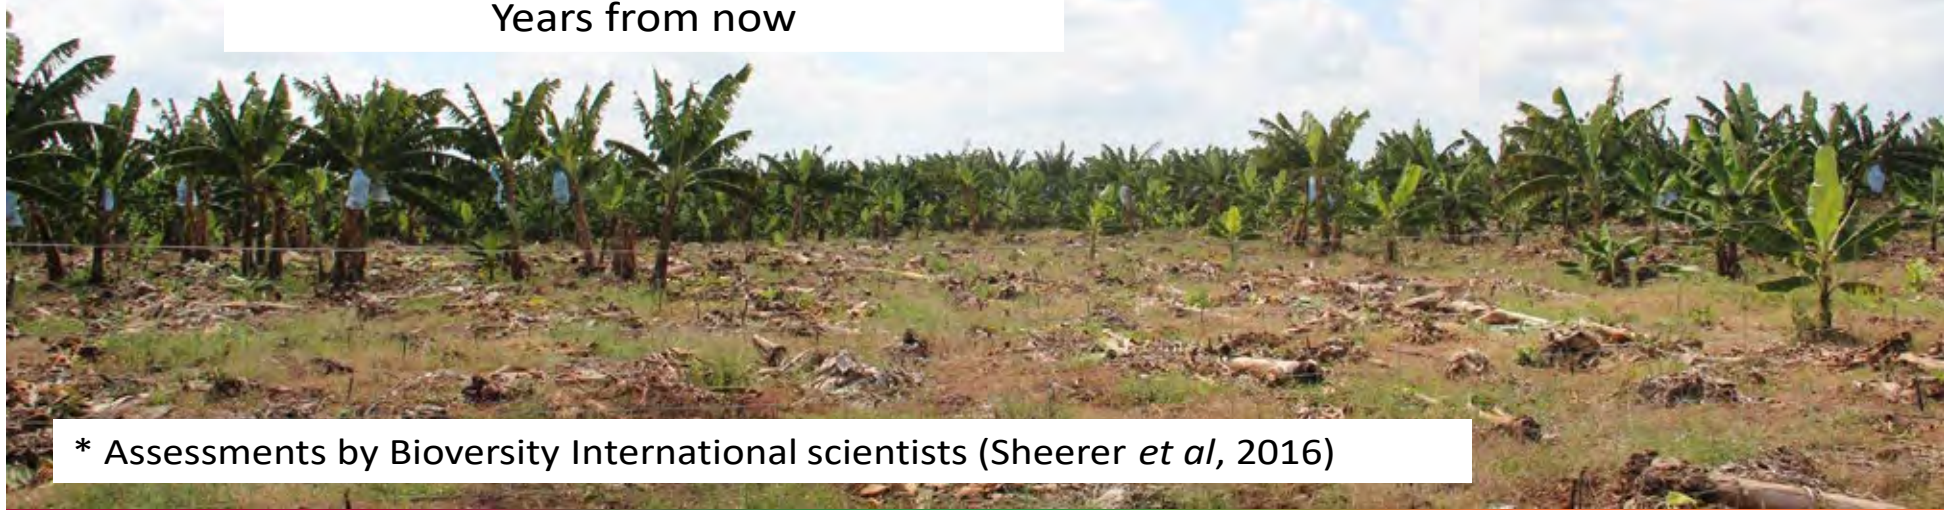 Years from now
* Assessments by Bioversity International scientists (Sheerer et al, 2016)